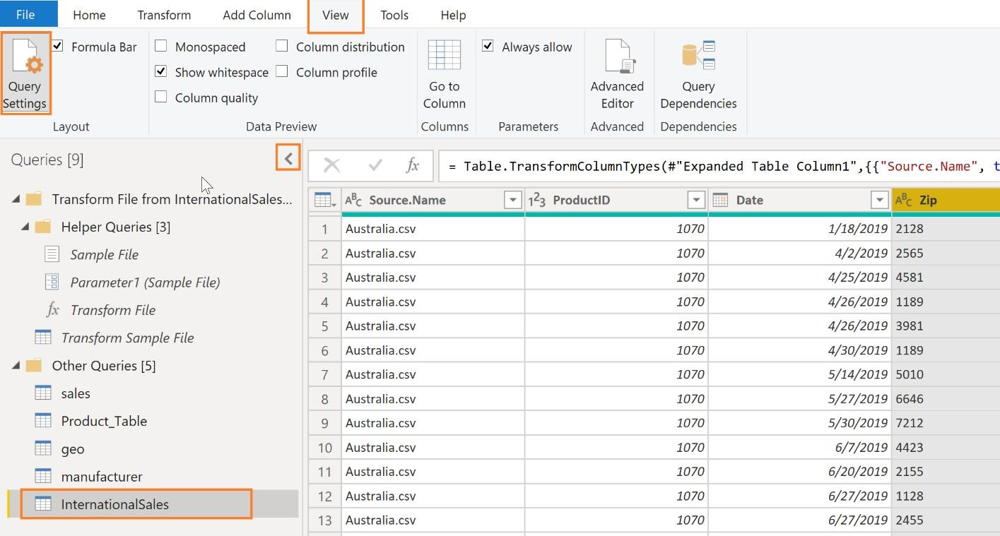 File Home Transform Add Column View Tools Help
Query Settings
Formula Bar
Layout
Monospaced
Show whitespace
Column quality
Column distribution
Column profile
Data Preview
Go to Column
Columns
Always allow
Parameters
Advanced Editor
Advanced
Query Dependencies
Dependencies
Queries [9]
Transform File from InternationalSales...
Helper Queries [3]
Sample File
Parameter1 (Sample File)
fx Transform File
Transform Sample File
Other Queries [5]
sales
Product_Table
geo
manufacturer
InternationalSales
fx = Table.TransformColumnTypes(#"Expanded Table Column1",{{"Source.Name", t
ABC Source.Name 123 ProductID Date ABC Zip
1 Australia.csv 1070 1/18/2019 2128
2 Australia.csv 1070 4/2/2019 2565
3 Australia.csv 1070 4/25/2019 4581
4 Australia.csv 1070 4/26/2019 1189
5 Australia.csv 1070 4/26/2019 3981
6 Australia.csv 1070 4/30/2019 1189
7 Australia.csv 1070 5/14/2019 5010
8 Australia.csv 1070 5/27/2019 6646
9 Australia.csv 1070 5/30/2019 7212
10 Australia.csv 1070 6/7/2019 4423
11 Australia.csv 1070 6/20/2019 2155
12 Australia.csv 1070 6/27/2019 1128
13 Australia.csv 1070 6/27/2019 2455